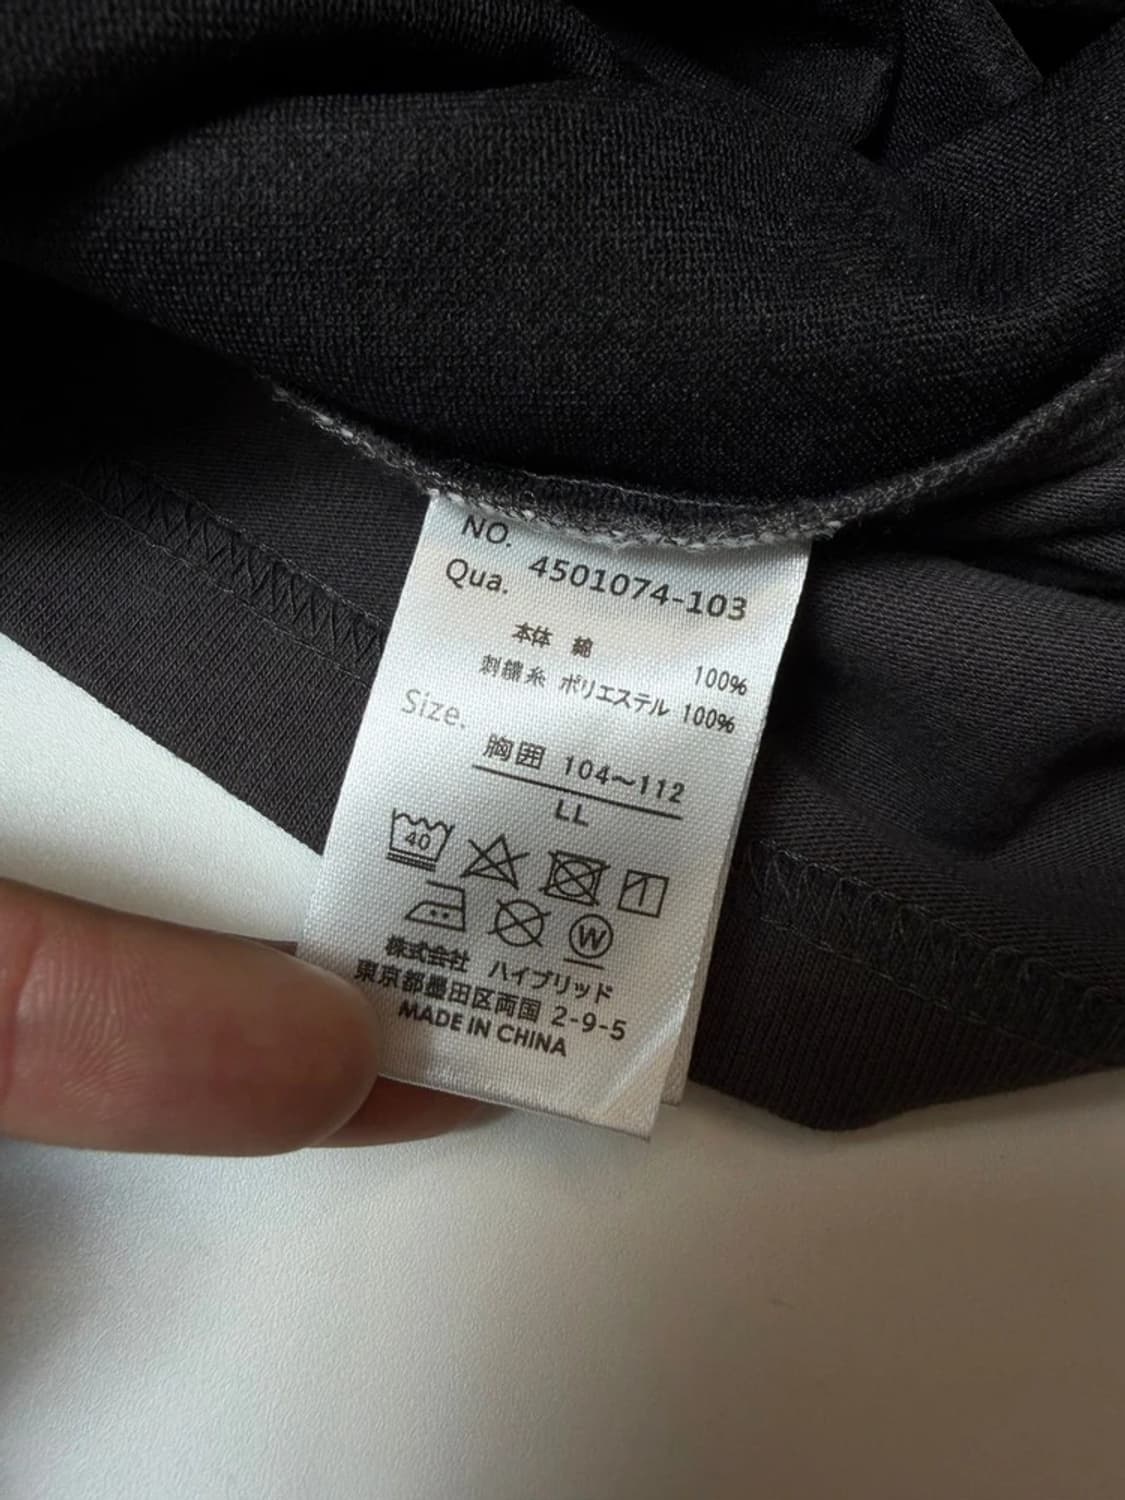 NO. 4501074-103
Qua.
本体 綿 100%
刺繍糸 ポリエステル 100%
Size.
胸囲 104~112
LL
40
W
株式会社 ハイブリッド
東京都墨田区両国 2-9-5
MADE IN CHINA